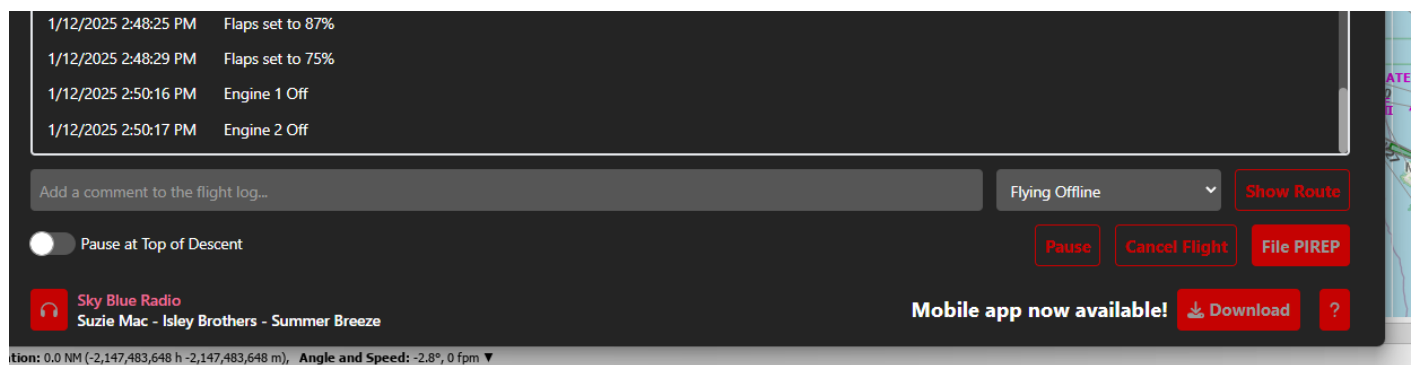 1/12/2025 2:48:25 PM Flaps set to 87%
1/12/2025 2:48:29 PM Flaps set to 75%
1/12/2025 2:50:16 PM Engine 1 Off
1/12/2025 2:50:17 PM Engine 2 Off
Add a comment to the flight log...
Flying Offline
Show Route
Pause at Top of Descent
Pause
Cancel Flight
File PIREP
Sky Blue Radio
Suzie Mac - Isley Brothers - Summer Breeze
Mobile app now available!
Download
?
tion: 0.0 NM (-2,147,483,648 h -2,147,483,648 m), Angle and Speed: -2.8°, 0 fpm ▼
ATE